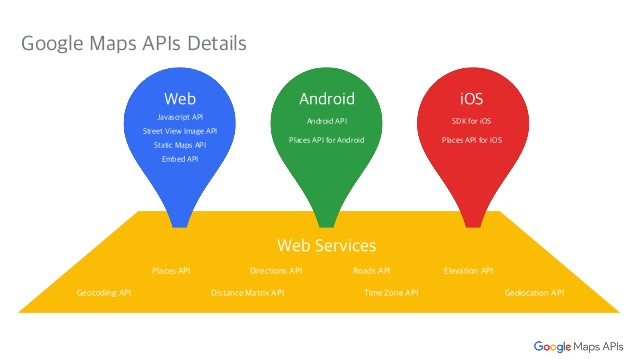 Google Maps APIs Details
Web
Javascript API
Street View Image API
Static Maps API
Embed API
Android
Android API
Places API for Android
iOS
SDK for iOS
Places API for iOS
Web Services
Places API
Directions API
Roads API
Elevation API
Geocoding API
Distance Matrix API
Time Zone API
Geolocation API
Google Maps APIs